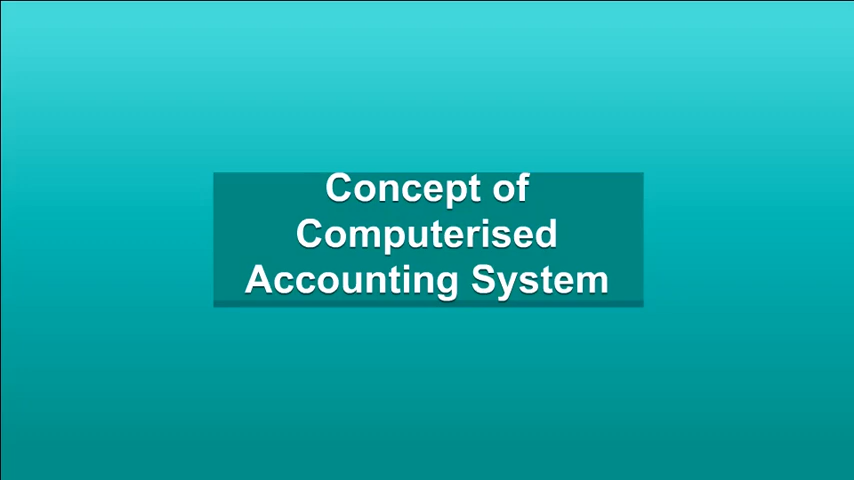 Concept of
Computerised
Accounting System